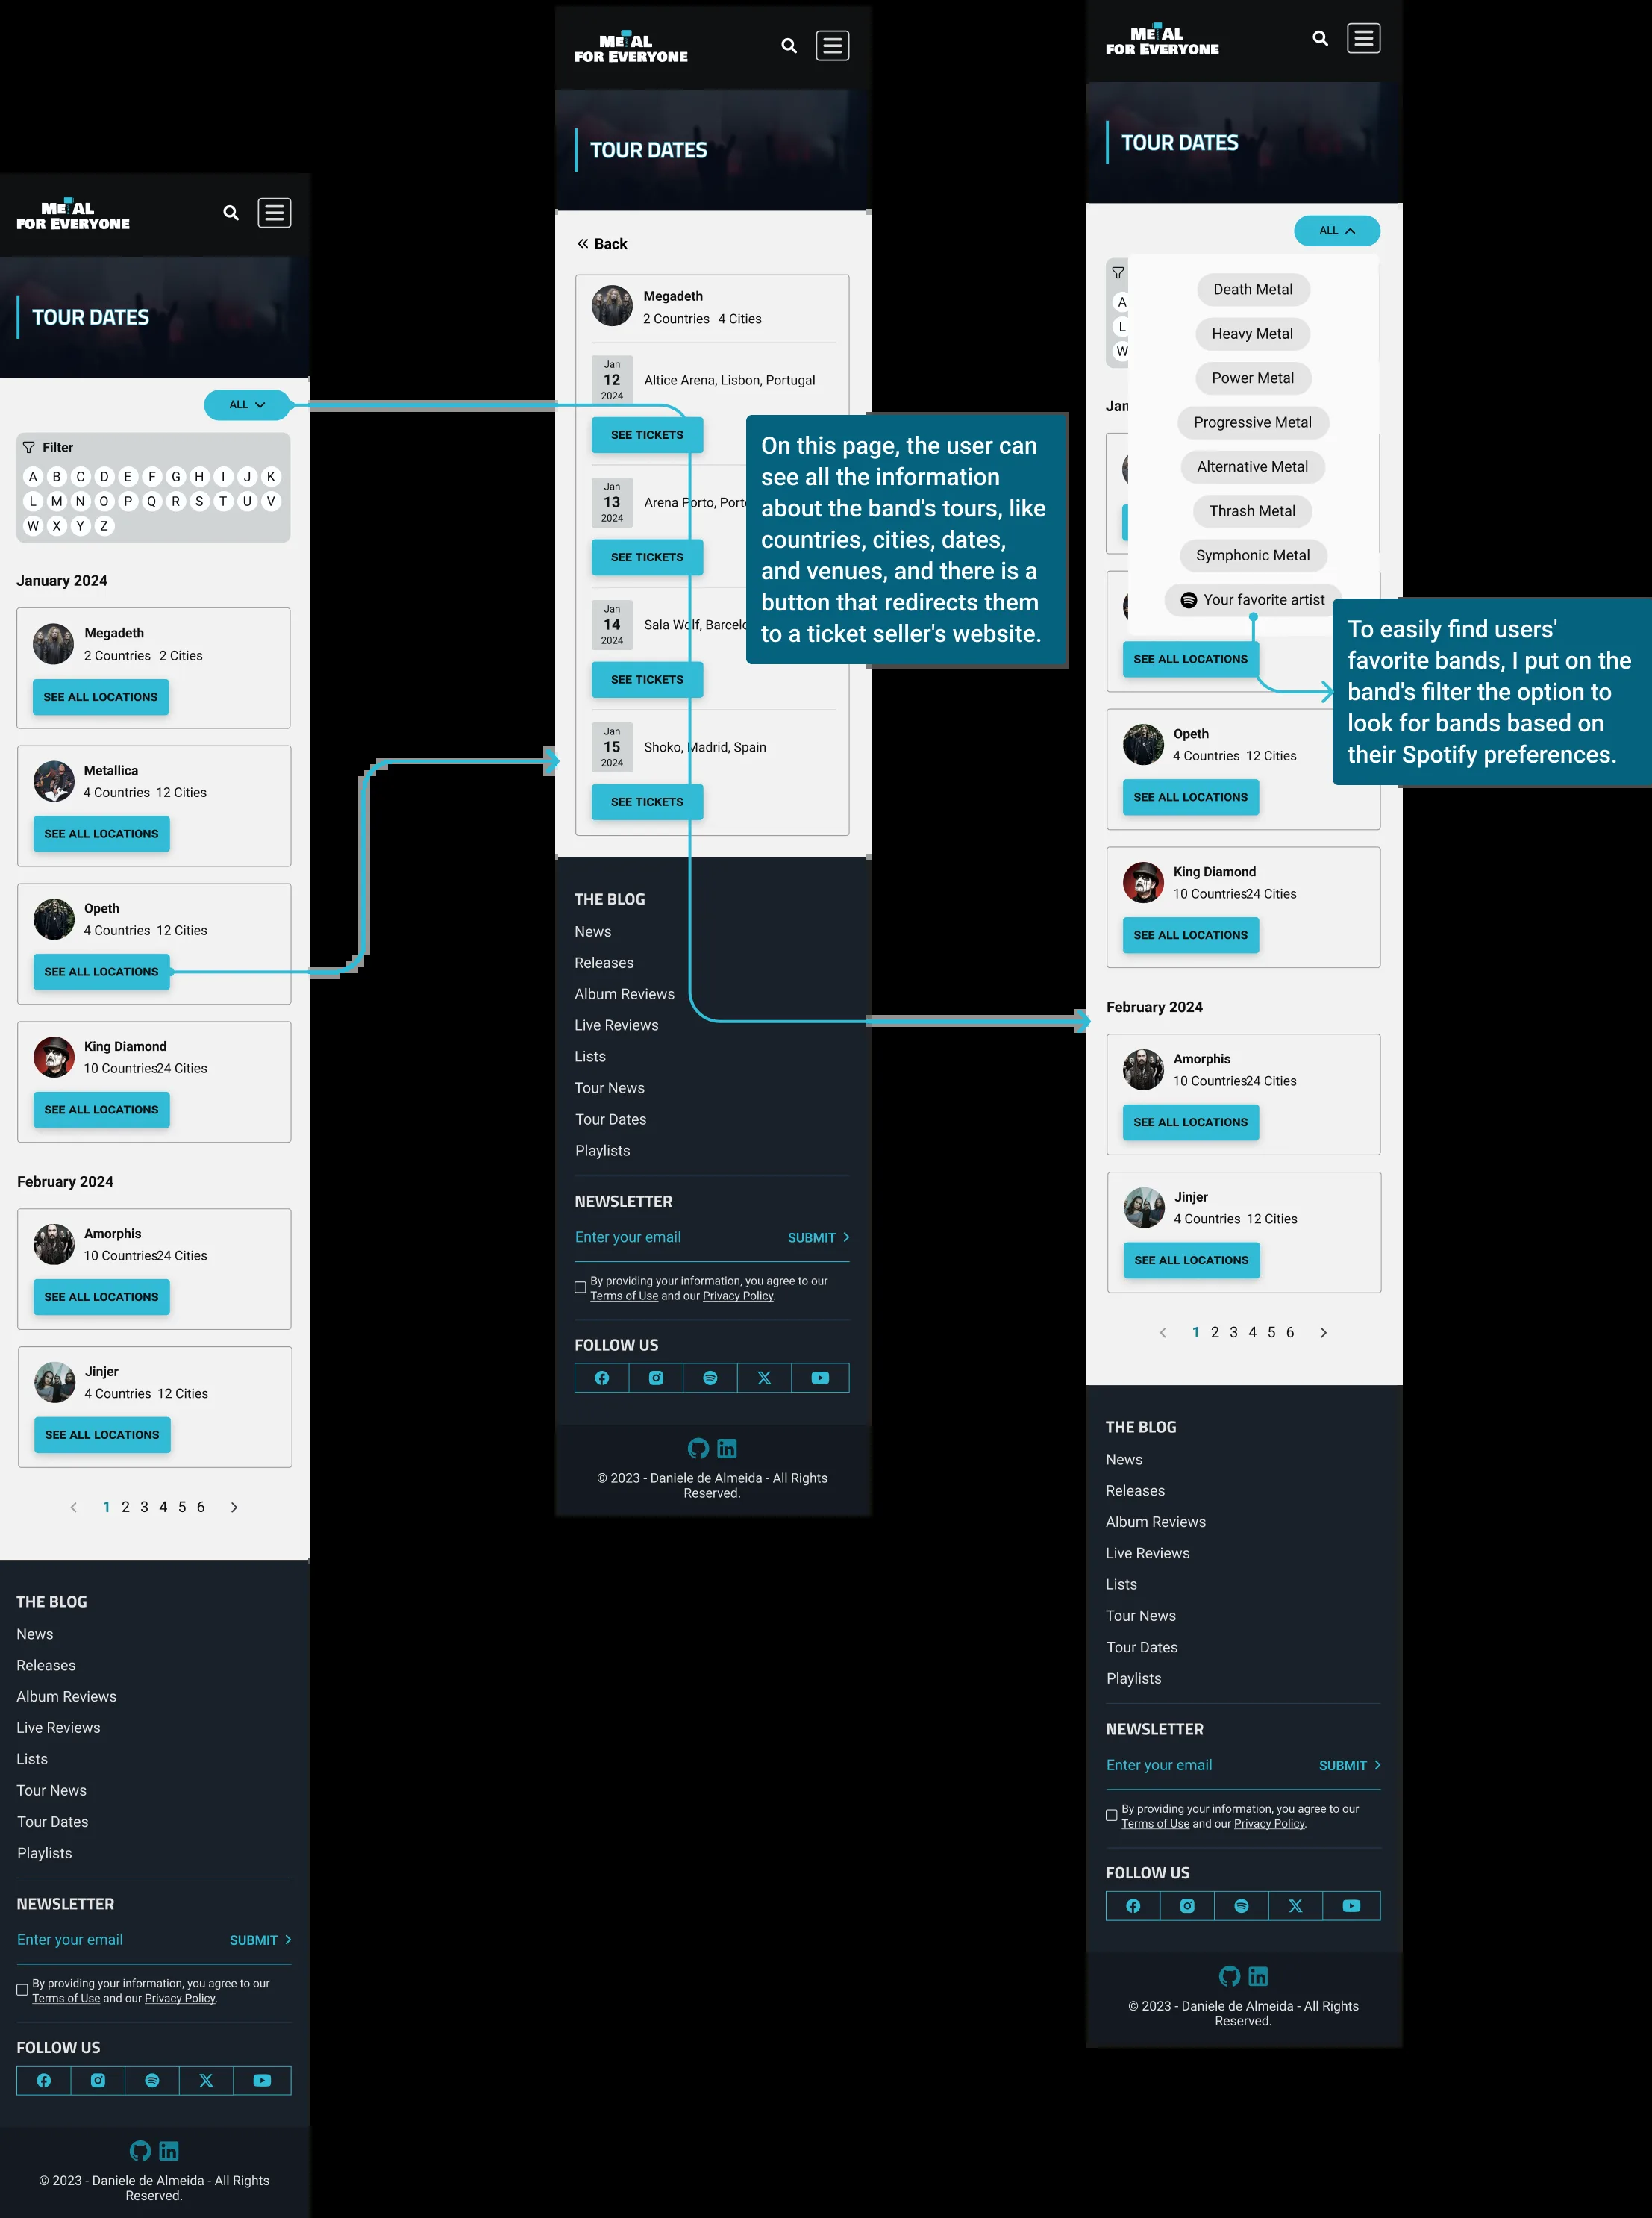 METAL
FOR EVERYONE
TOUR DATES
ALL
Filter
A B C D E F G H I J K
L M N O P Q R S T U V
W X Y Z
January 2024
Megadeth
2 Countries 2 Cities
SEE ALL LOCATIONS
Metallica
4 Countries 12 Cities
SEE ALL LOCATIONS
Opeth
4 Countries 12 Cities
SEE ALL LOCATIONS
King Diamond
10 Countries24 Cities
SEE ALL LOCATIONS
February 2024
Amorphis
10 Countries24 Cities
SEE ALL LOCATIONS
Jinjer
4 Countries 12 Cities
SEE ALL LOCATIONS
1 2 3 4 5 6
THE BLOG
News
Releases
Album Reviews
Live Reviews
Lists
Tour News
Tour Dates
Playlists
NEWSLETTER
Enter your email SUBMIT
By providing your information, you agree to our
Terms of Use and our Privacy Policy.
FOLLOW US
© 2023 - Daniele de Almeida - All Rights
Reserved.
METAL
FOR EVERYONE
TOUR DATES
Back
Megadeth
2 Countries 4 Cities
Jan
12
2024
Altice Arena, Lisbon, Portugal
SEE TICKETS
Jan
13
2024
Arena Porto,
SEE TICKETS
Jan
14
2024
Sala Wolf,
SEE TICKETS
Jan
15
2024
Shoko, Madrid, Spain
SEE TICKETS
On this page, the user can
see all the information
about the band's tours, like
countries, cities, dates,
and venues, and there is a
button that redirects them
to a ticket seller's website.
THE BLOG
News
Releases
Album Reviews
Live Reviews
Lists
Tour News
Tour Dates
Playlists
NEWSLETTER
Enter your email SUBMIT
By providing your information, you agree to our
Terms of Use and our Privacy Policy.
FOLLOW US
© 2023 - Daniele de Almeida - All Rights
Reserved.
METAL
FOR EVERYONE
TOUR DATES
ALL
A
L
W
Jan
Death Metal
Heavy Metal
Power Metal
Progressive Metal
Alternative Metal
Thrash Metal
Symphonic Metal
Your favorite artist
To easily find users'
favorite bands, I put on the
band's filter the option to
look for bands based on
their Spotify preferences.
SEE ALL LOCATIONS
Opeth
4 Countries 12 Cities
SEE ALL LOCATIONS
King Diamond
10 Countries24 Cities
SEE ALL LOCATIONS
February 2024
Amorphis
10 Countries24 Cities
SEE ALL LOCATIONS
Jinjer
4 Countries 12 Cities
SEE ALL LOCATIONS
1 2 3 4 5 6
THE BLOG
News
Releases
Album Reviews
Live Reviews
Lists
Tour News
Tour Dates
Playlists
NEWSLETTER
Enter your email SUBMIT
By providing your information, you agree to our
Terms of Use and our Privacy Policy.
FOLLOW US
© 2023 - Daniele de Almeida - All Rights
Reserved.